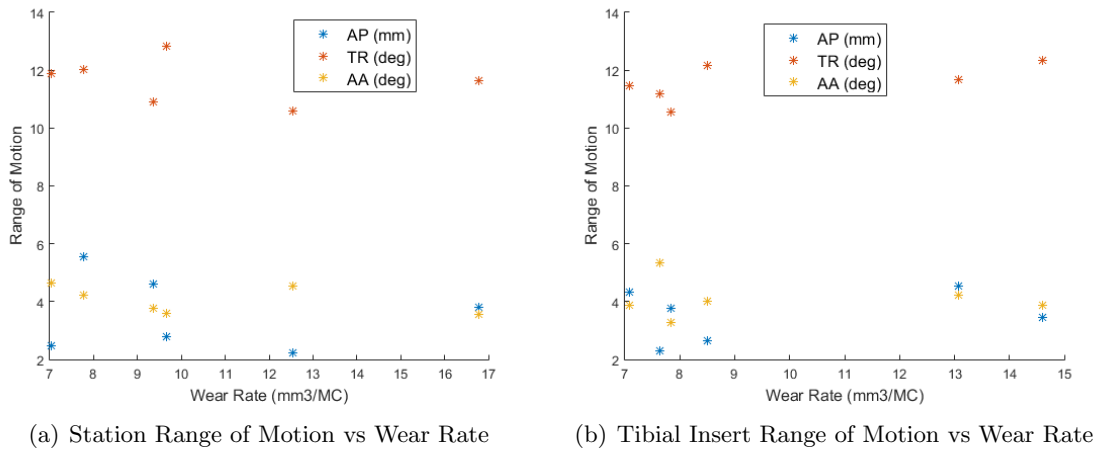 14
12
10
8
6
4
2
Range of Motion
AP (mm)
TR (deg)
AA (deg)
7 8 9 10 11 12 13 14 15 16 17
Wear Rate (mm3/MC)
(a) Station Range of Motion vs Wear Rate
14
12
10
8
6
4
2
Range of Motion
AP (mm)
TR (deg)
AA (deg)
7 8 9 10 11 12 13 14 15
Wear Rate (mm3/MC)
(b) Tibial Insert Range of Motion vs Wear Rate